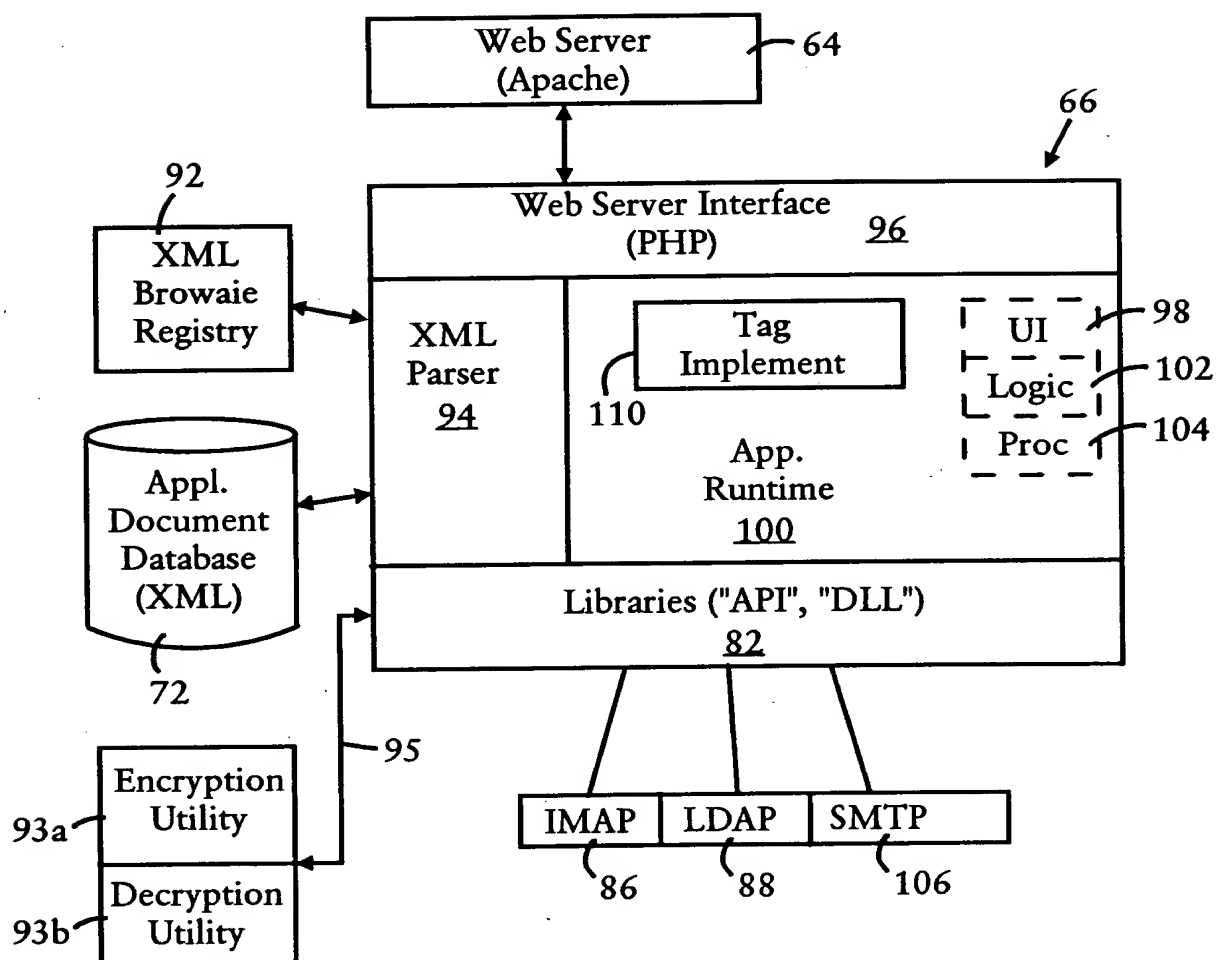 Web Server
(Apache)
64
66
92
Web Server Interface
(PHP)
96
XML
Browaie
Registry
XML
Parser
94
Tag
Implement
110
UI
98
Logic
102
Proc
104
App.
Runtime
100
Appl.
Document
Database
(XML)
72
Libraries ("API", "DLL")
82
95
Encryption
Utility
93a
Decryption
Utility
93b
IMAP
LDAP
SMTP
86
88
106